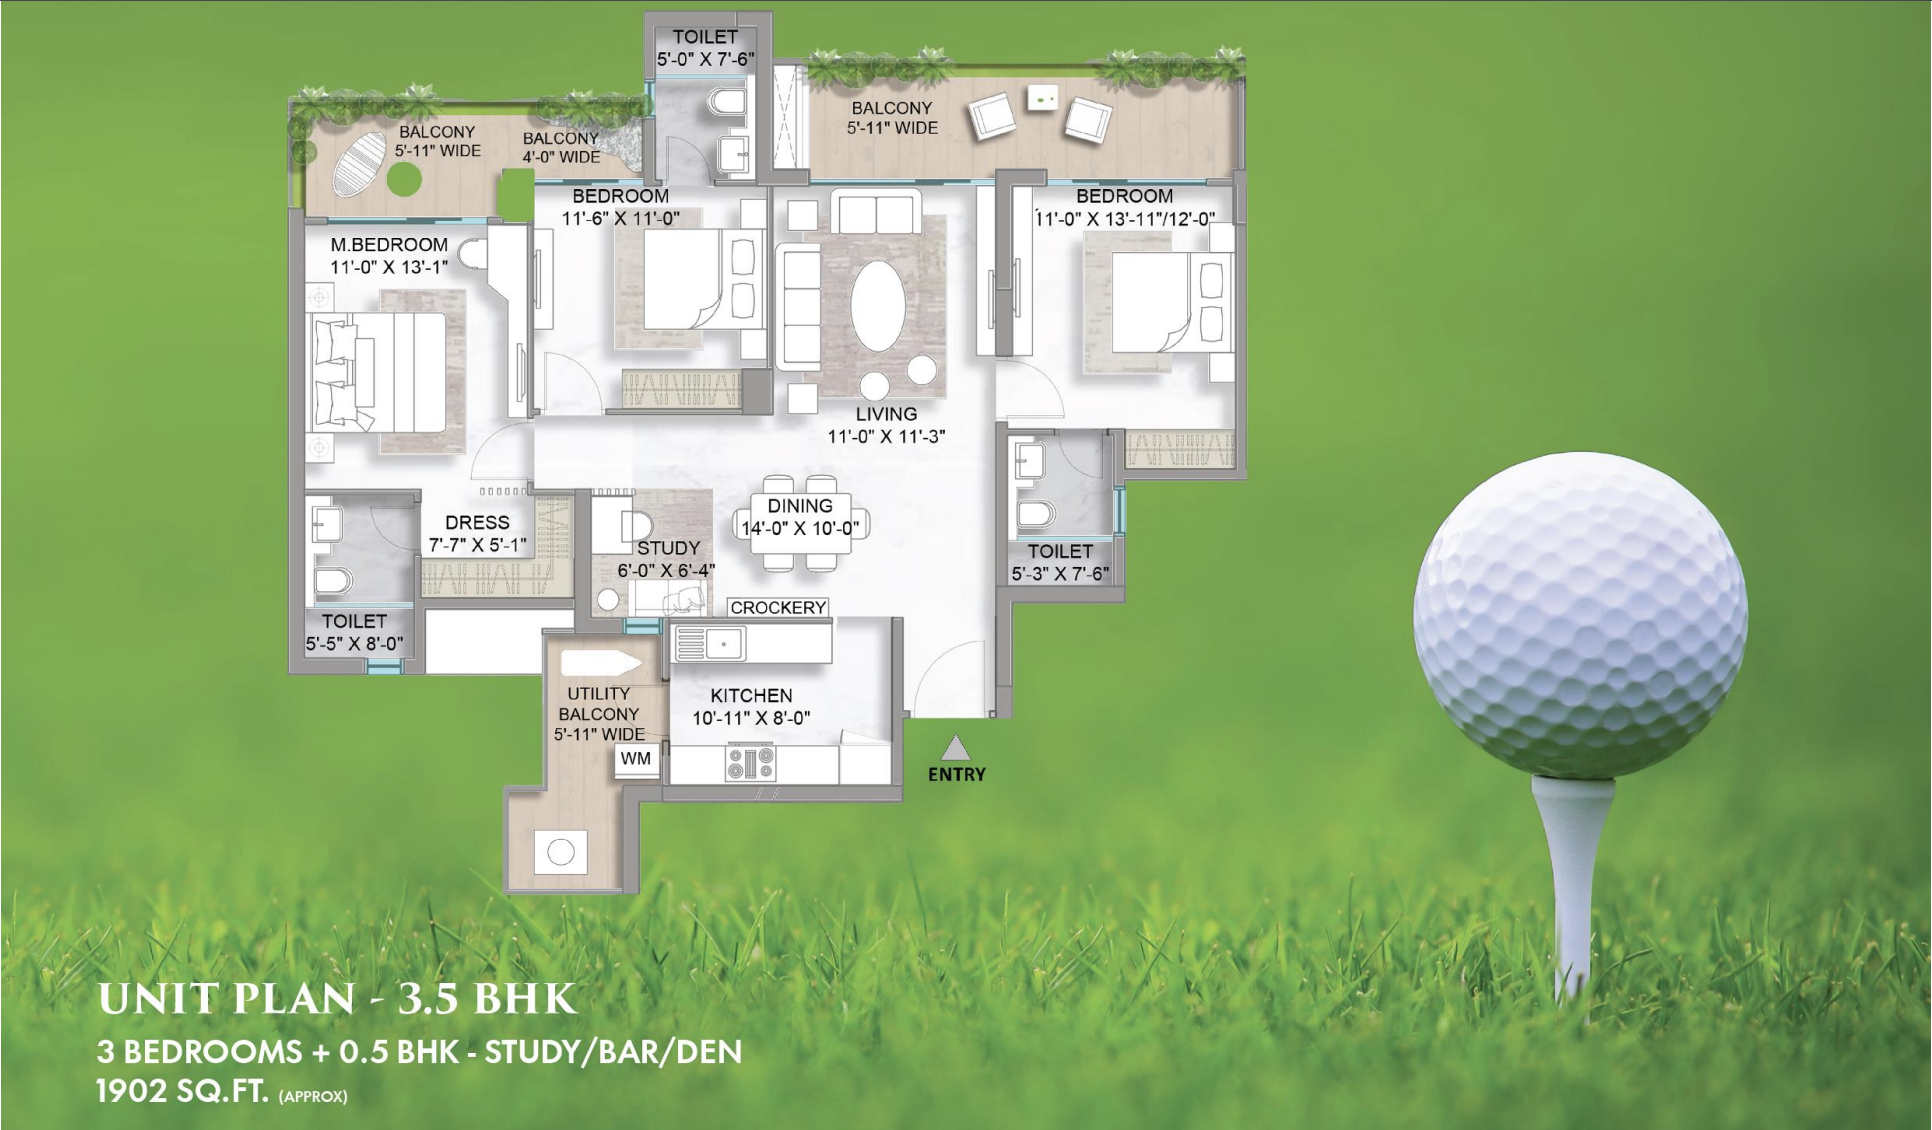 TOILET
5'-0" X 7'-6"
BALCONY
5'-11" WIDE
BALCONY
5'-11" WIDE
BALCONY
4'-0" WIDE
BEDROOM
11'-6" X 11'-0"
BEDROOM
11'-0" X 13'-11"/12'-0"
M.BEDROOM
11'-0" X 13'-1"
LIVING
11'-0" X 11'-3"
DINING
14'-0" X 10'-0"
DRESS
7'-7" X 5'-1"
STUDY
6'-0" X 6'-4"
TOILET
5'-3" X 7'-6"
CROCKERY
TOILET
5'-5" X 8'-0"
UTILITY
BALCONY
5'-11" WIDE
KITCHEN
10'-11" X 8'-0"
WM
ENTRY
UNIT PLAN - 3.5 BHK
3 BEDROOMS + 0.5 BHK - STUDY/BAR/DEN
1902 SQ.FT. (APPROX)